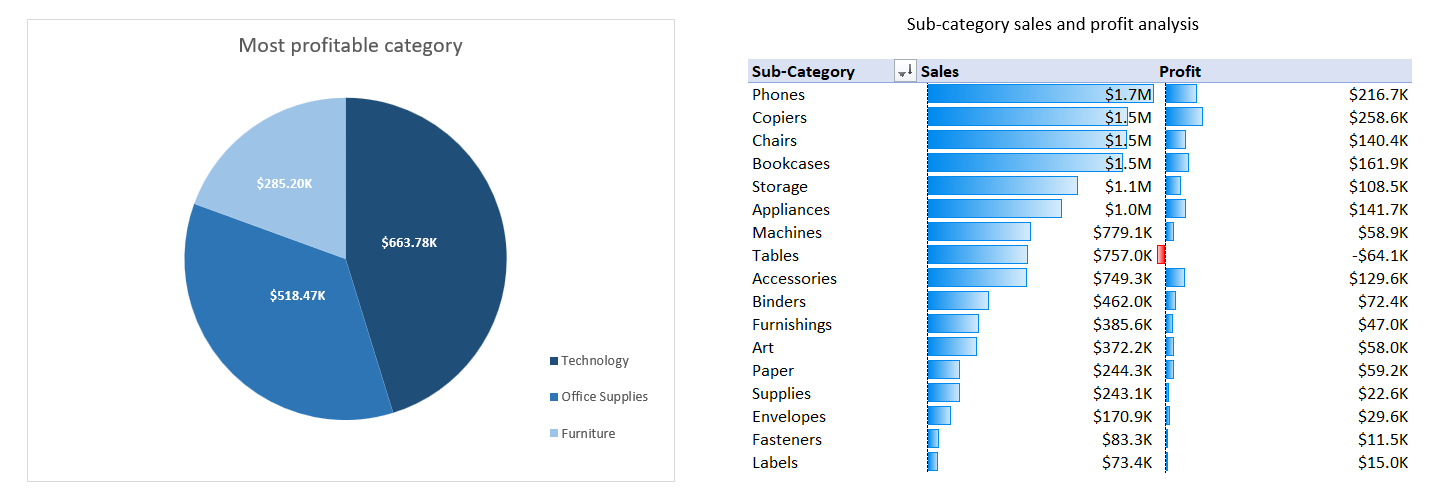 Most profitable category
$285.20K
$663.78K
$518.47K
Technology
Office Supplies
Furniture
Sub-category sales and profit analysis
Sub-Category Sales Profit
Phones $1.7M $216.7K
Copiers $1.5M $258.6K
Chairs $1.5M $140.4K
Bookcases $1.5M $161.9K
Storage $1.1M $108.5K
Appliances $1.0M $141.7K
Machines $779.1K $58.9K
Tables $757.0K -$64.1K
Accessories $749.3K $129.6K
Binders $462.0K $72.4K
Furnishings $385.6K $47.0K
Art $372.2K $58.0K
Paper $244.3K $59.2K
Supplies $243.1K $22.6K
Envelopes $170.9K $29.6K
Fasteners $83.3K $11.5K
Labels $73.4K $15.0K